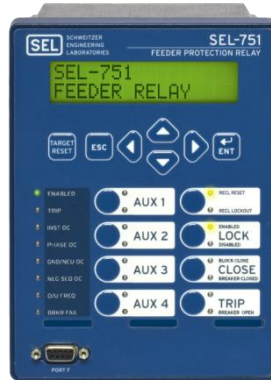 SEL SCHWEITZER ENGINEERING LABORATORIES
SEL-751
FEEDER PROTECTION RELAY
SEL-751
FEEDER RELAY
TARGET RESET
ESC
ENT
ENABLED
TRIP
INST OC
PHASE OC
GND/NEU OC
NEG SEQ OC
O/U FREQ
BRKR FAIL
AUX 1
AUX 2
AUX 3
AUX 4
RECL RESET
RECL LOCKOUT
ENABLED
LOCK
DISABLED
BLOCK CLOSE
CLOSE
BREAKER CLOSED
TRIP
BREAKER OPEN
PORT F